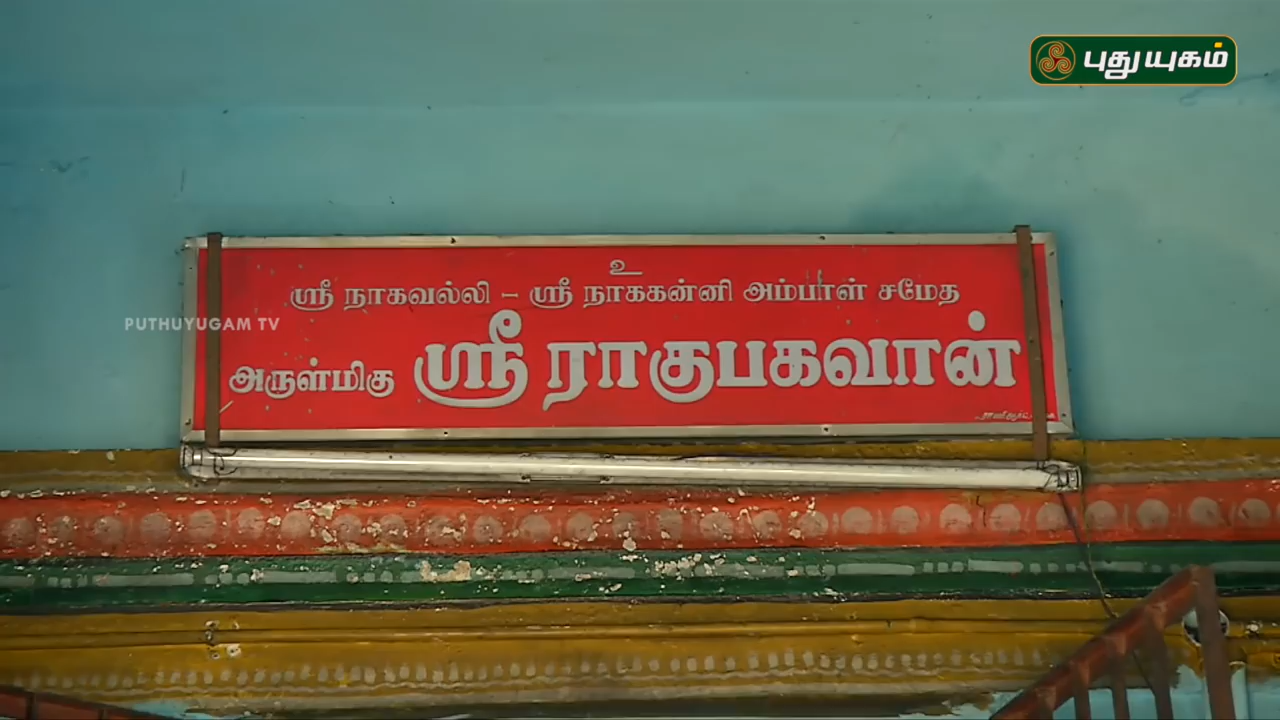 புதுயுகம்
உ
ஸ்ரீ நாகவல்லி - ஸ்ரீ நாககன்னி அம்பாள் சமேத
PUTHUYUGAM TV
அருள்மிகு ஸ்ரீ ராகுபகவான்